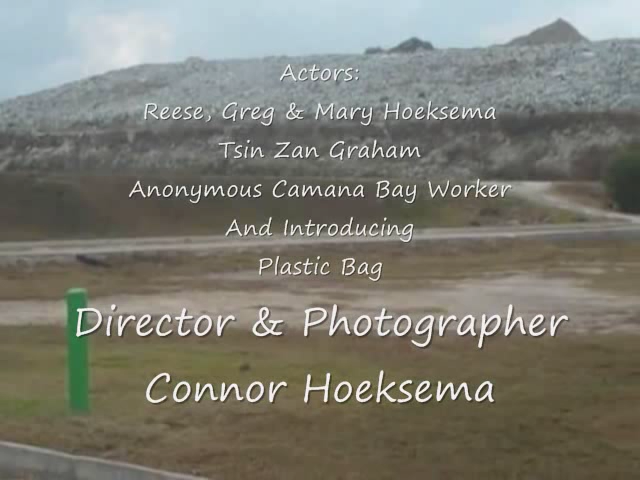 Actors:
Reese, Greg & Mary Hoeksema
Tsin Zan Graham
Anonymous Camana Bay Worker
And Introducing
Plastic Bag
Director & Photographer
Connor Hoeksema